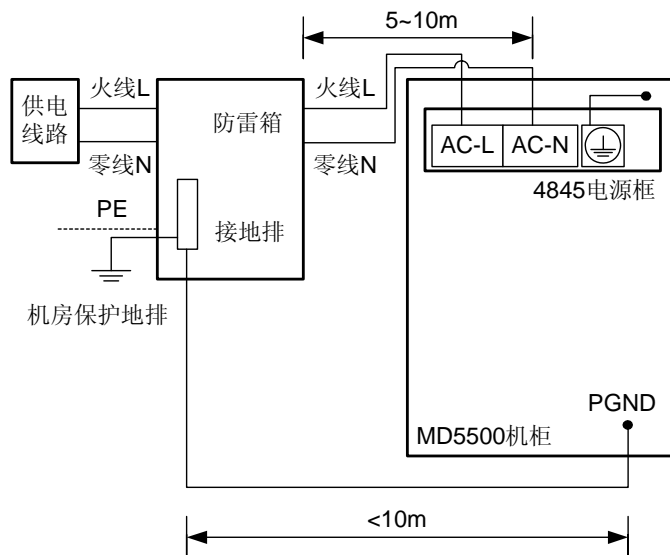 5~10m
火线L
火线L
供电
线路
防雷箱
零线N
零线N
AC-L
AC-N
4845电源框
PE
接地排
机房保护地排
PGND
MD5500机柜
<10m